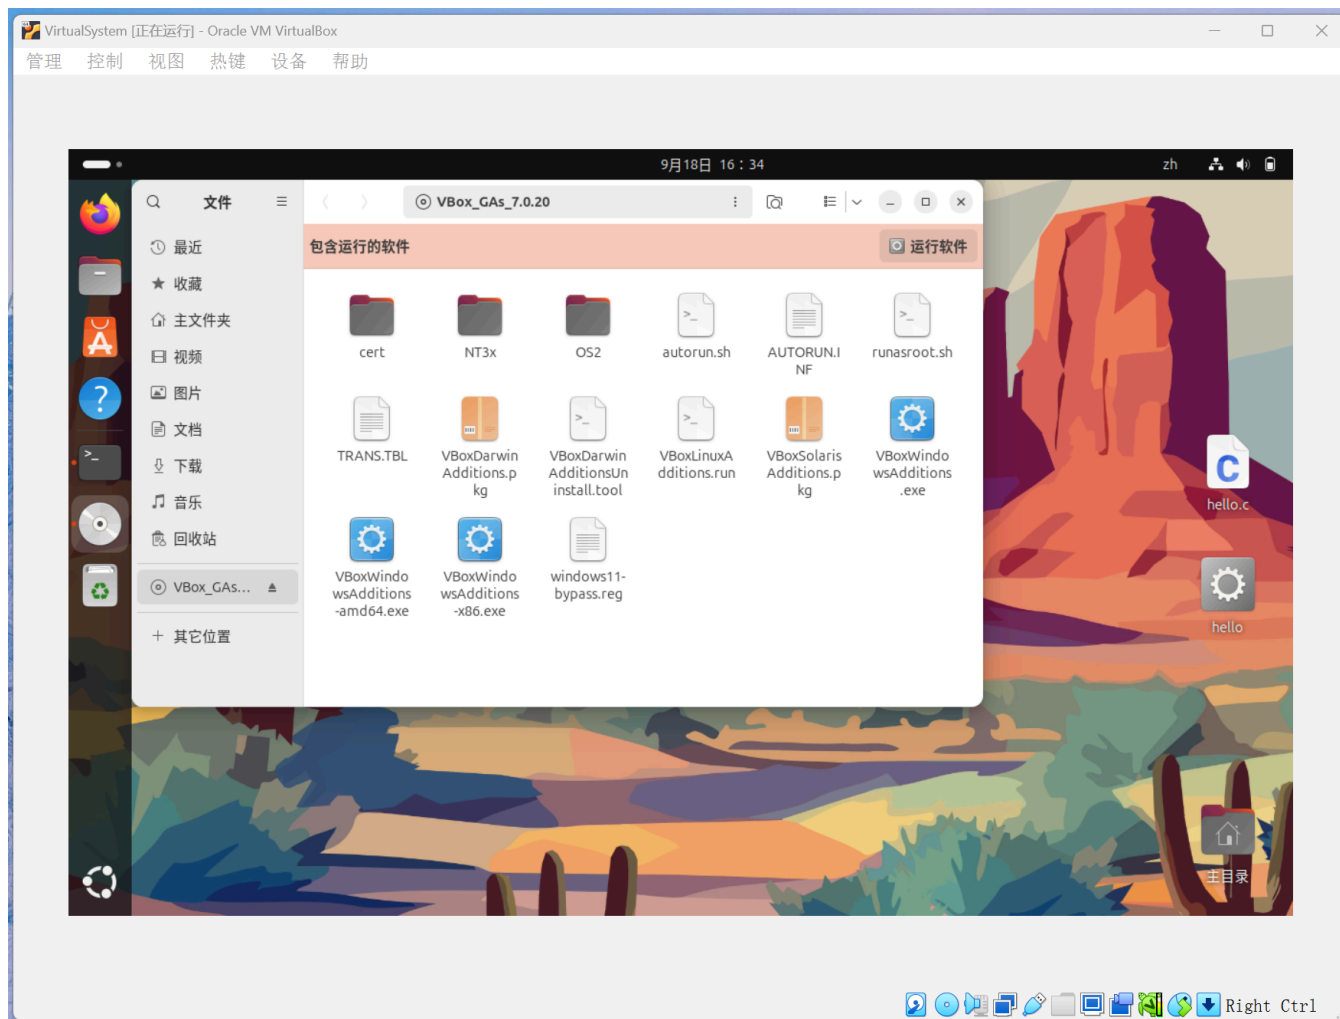 VirtualSystem [正在运行] - Oracle VM VirtualBox
管理 控制 视图 热键 设备 帮助
9月18日 16：34
zh
文件
VBox_GAs_7.0.20
最近
收藏
主文件夹
视频
图片
文档
下载
音乐
回收站
VBox_GAs...
其它位置
包含运行的软件
运行软件
cert
NT3x
OS2
autorun.sh
AUTORUN.I
NF
runasroot.sh
TRANS.TBL
VBoxDarwin
Additions.p
kg
VBoxDarwin
AdditionsUn
install.tool
VBoxLinuxA
dditions.run
VBoxSolaris
Additions.p
kg
VBoxWindo
wsAdditions
.exe
VBoxWindo
wsAdditions
-amd64.exe
VBoxWindo
wsAdditions
-x86.exe
windows11-
bypass.reg
hello.c
hello
主目录
Right Ctrl